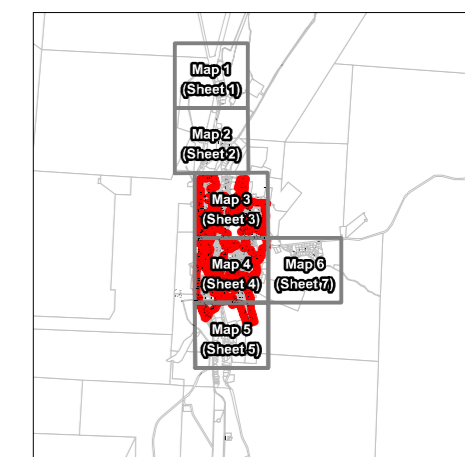 Map 1
(Sheet 1)
Map 2
(Sheet 2)
Map 3
(Sheet 3)
Map 4
(Sheet 4)
Map 6
(Sheet 7)
Map 5
(Sheet 5)